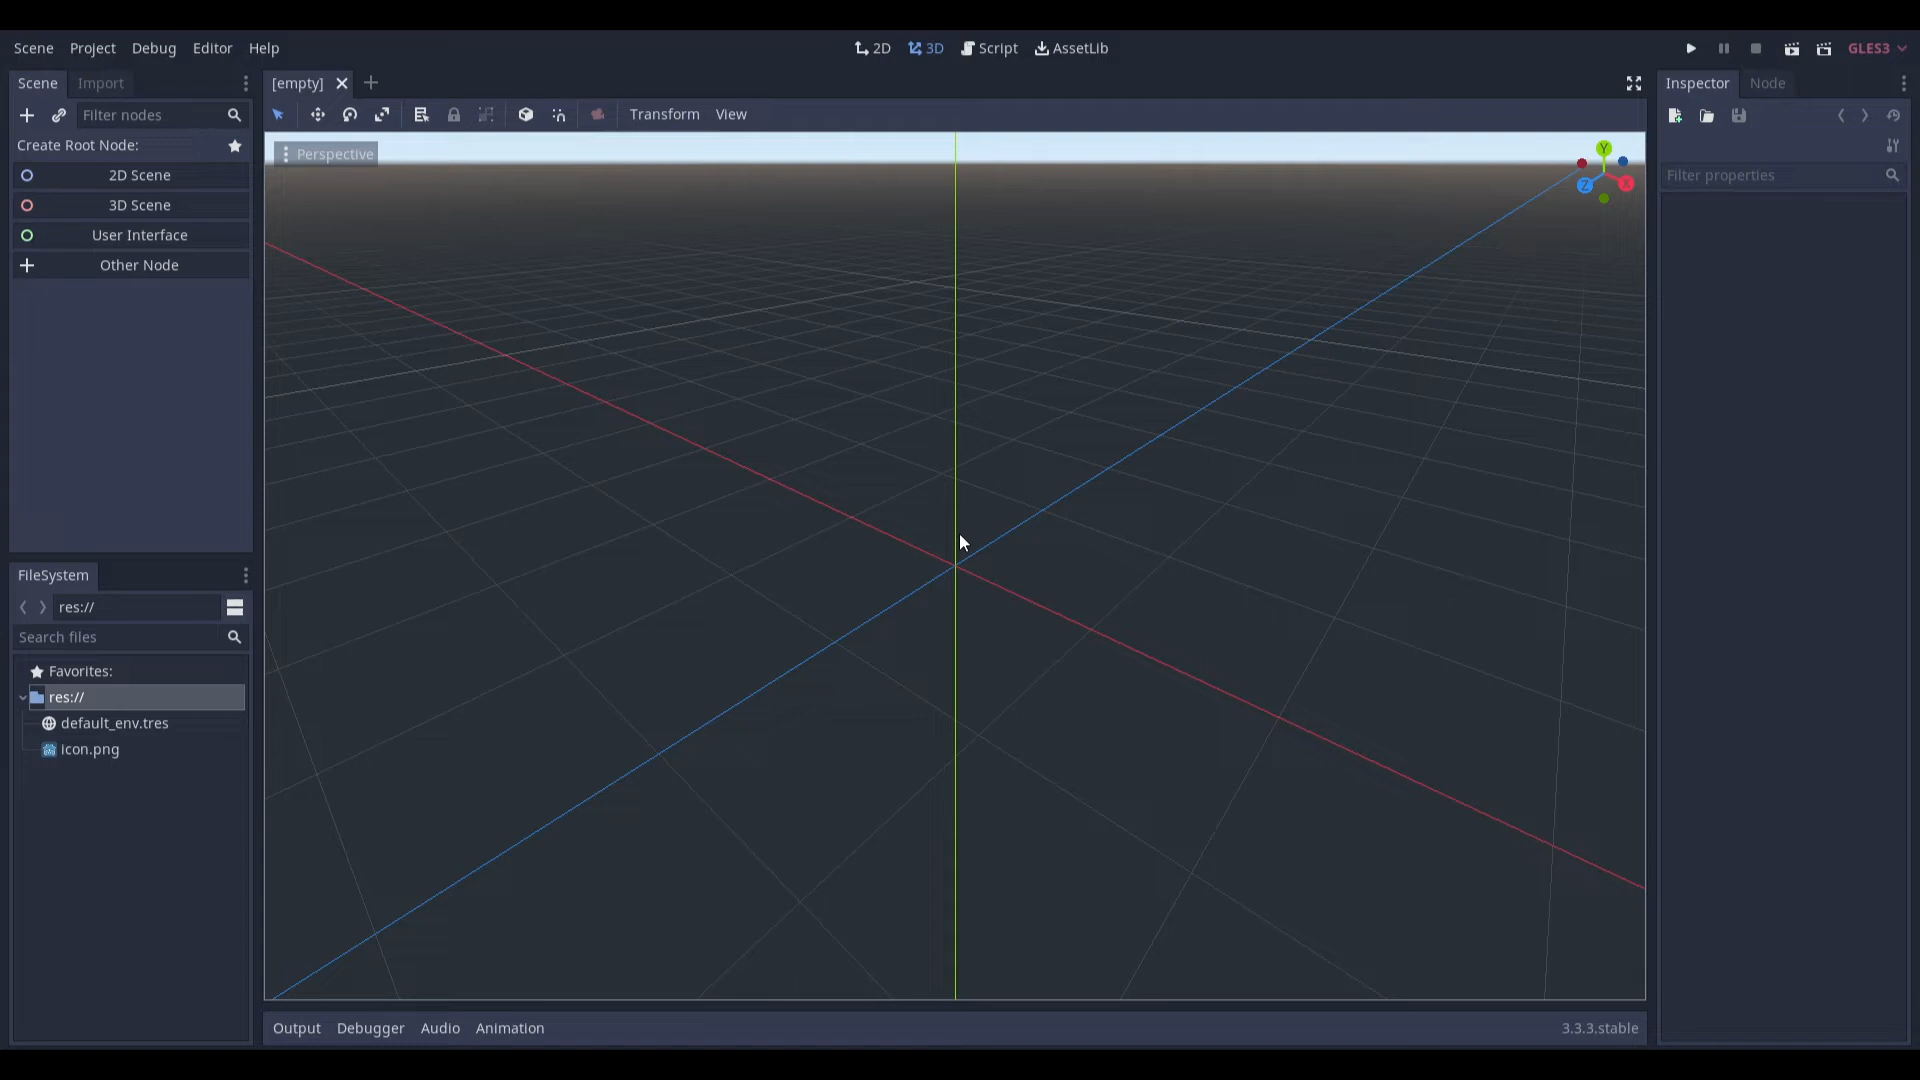 Scene Project Debug Editor Help
2D 3D Script AssetLib
GLES3
Scene Import
[empty]
Inspector Node
Filter nodes
Transform View
Create Root Node:
2D Scene
3D Scene
User Interface
Other Node
Perspective
Y
Z
X
Filter properties
FileSystem
res://
Search files
Favorites:
res://
default_env.tres
icon.png
Output Debugger Audio Animation
3.3.3.stable